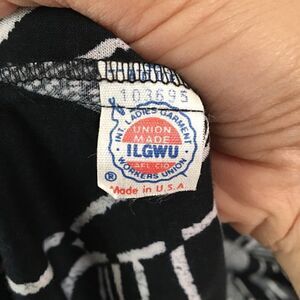 103695
INT. LADIES GARMENT
UNION
MADE
ILGWU
AFL CIO
WORKERS UNION
®
Made in U.S.A